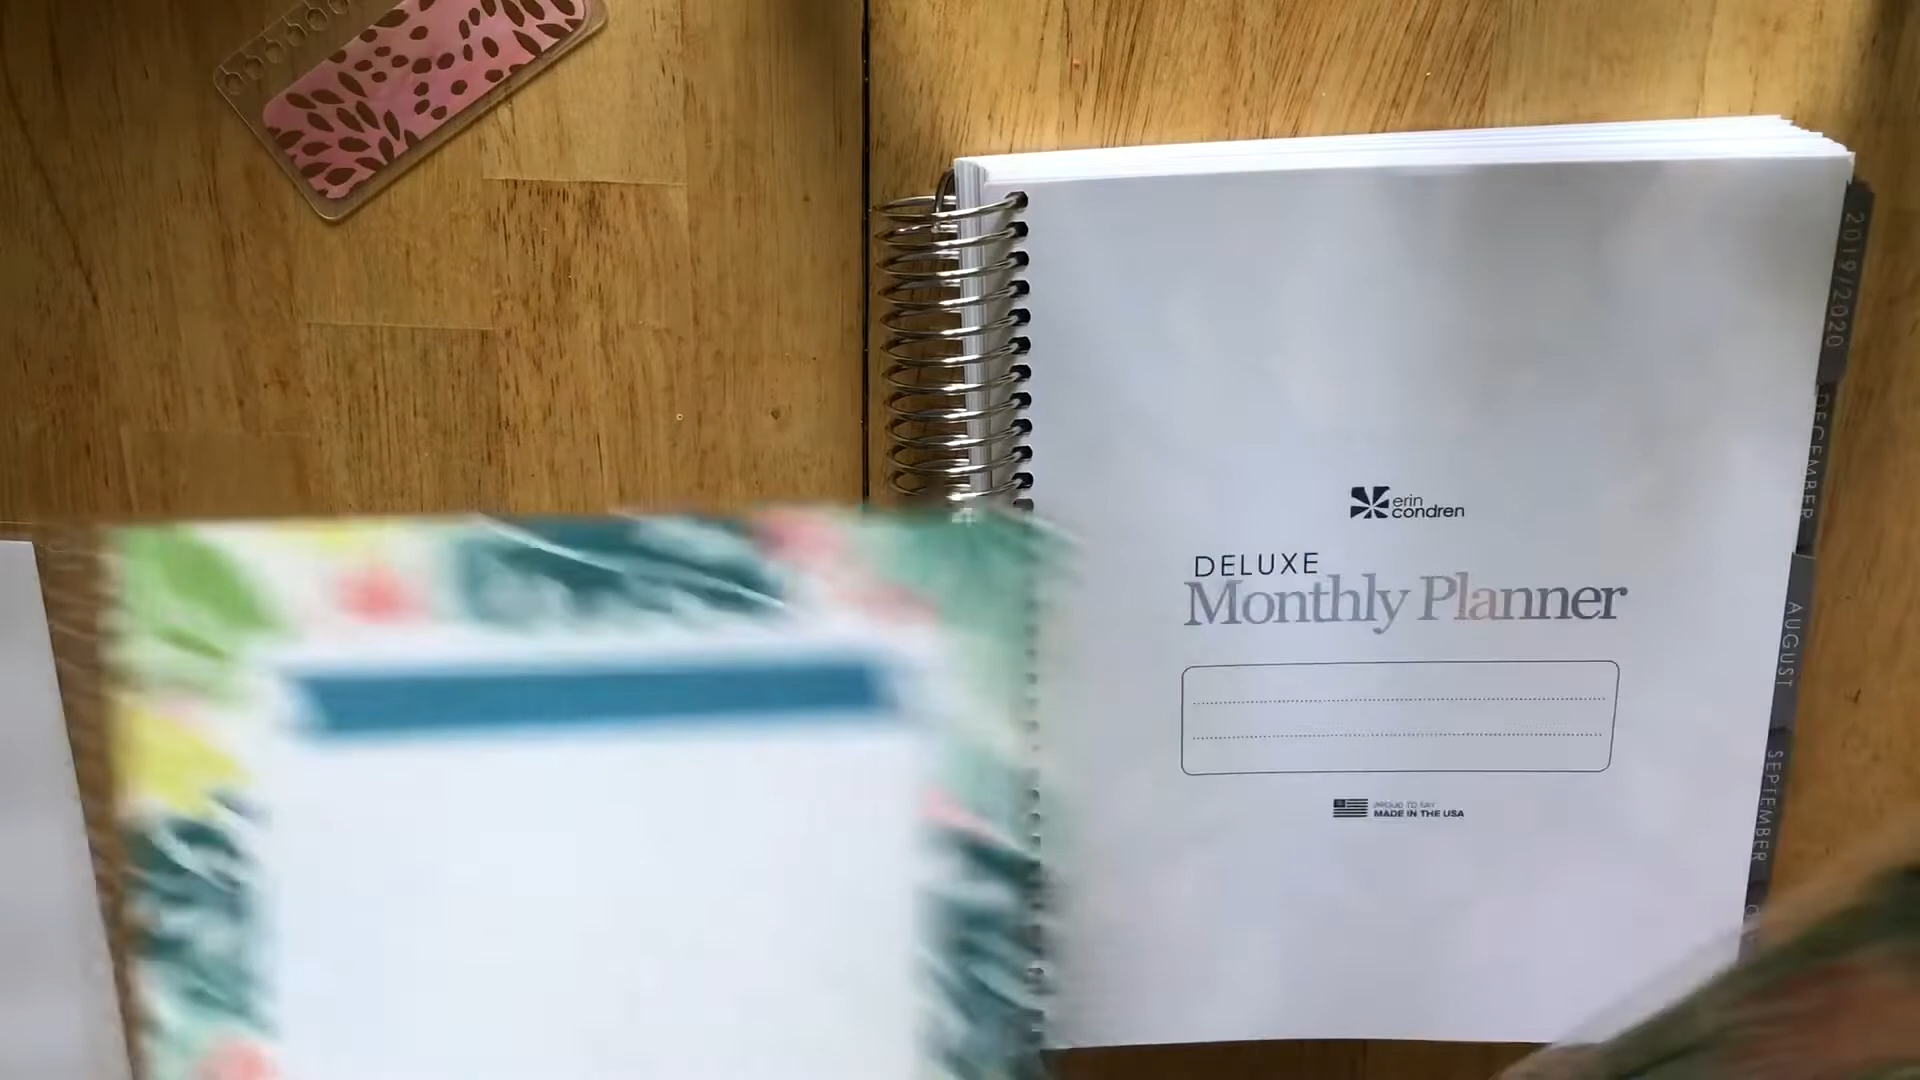 erin
condren
DELUXE
Monthly Planner
PROUD TO SAY
MADE IN THE USA
2019/2020
DECEMBER
AUGUST
SEPTEMBER